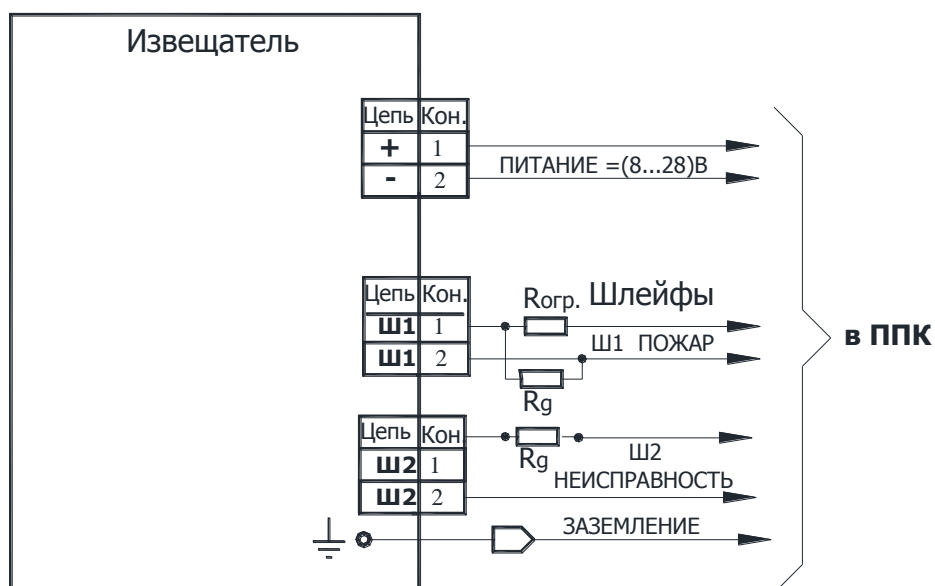 Извещатель
Цепь Кон.
+ 1
ПИТАНИЕ =(8...28)В
- 2
Цепь Кон.
Rогр. Шлейфы
Ш1 1
Ш1 ПОЖАР
Ш1 2
в ППК
Rg
Цепь Кон.
Rg
Ш2
Ш2 1
НЕИСПРАВНОСТЬ
Ш2 2
ЗАЗЕМЛЕНИЕ